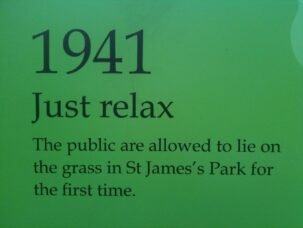 1941
Just relax
The public are allowed to lie on
the grass in St James's Park for
the first time.